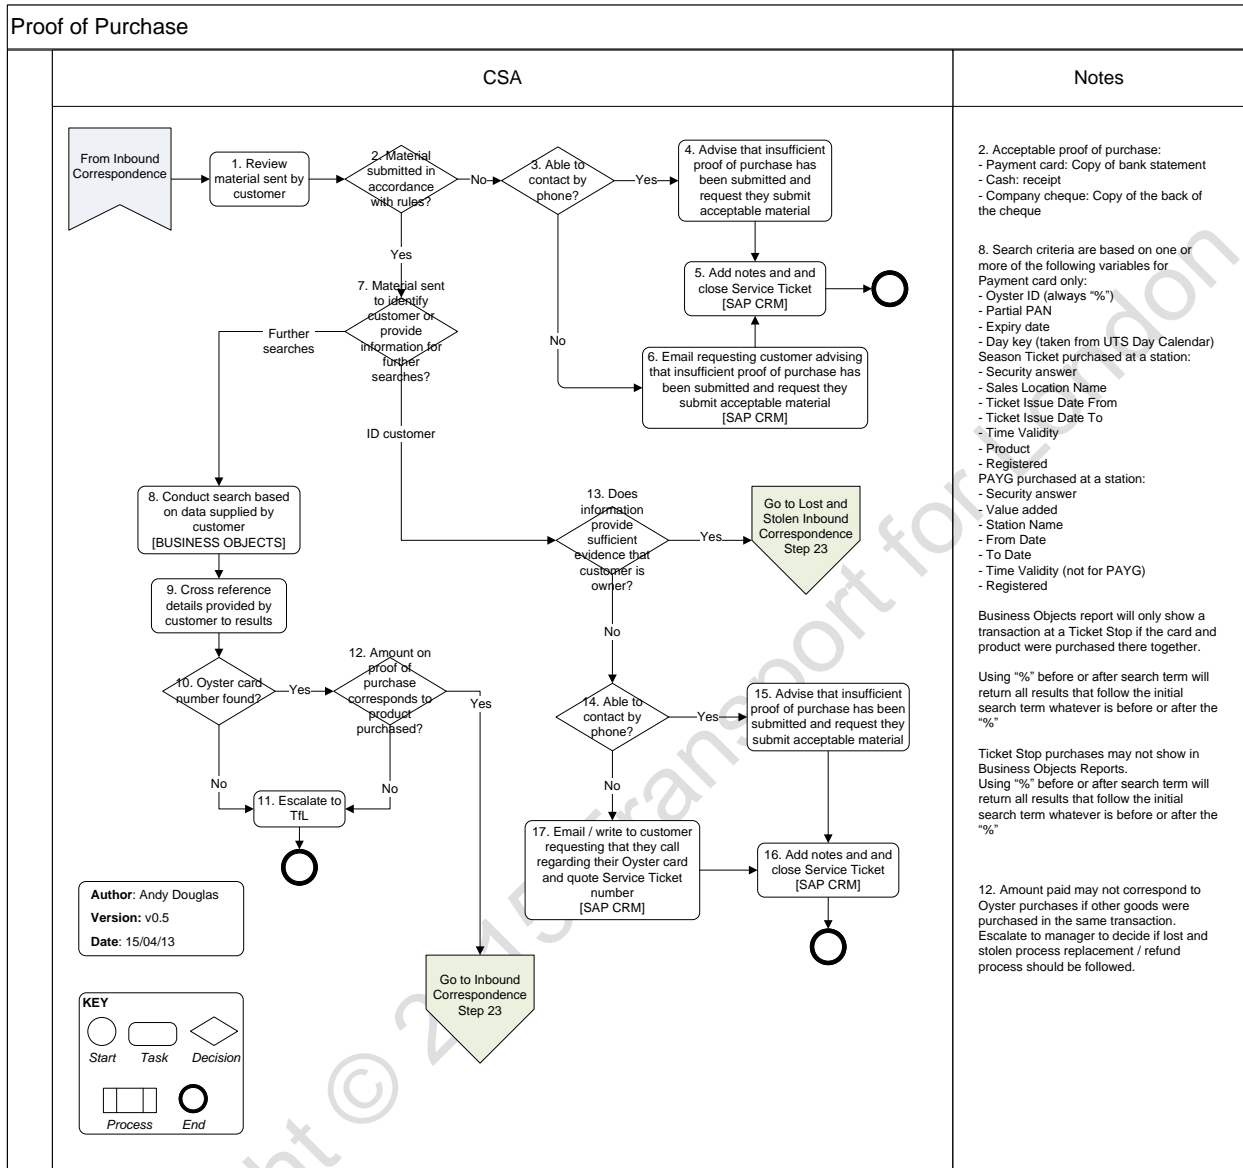 Proof of Purchase
CSA
Notes
From Inbound
Correspondence
1. Review
material sent by
customer
2. Material
submitted in
accordance
with rules?
No
3. Able to
contact by
phone?
Yes
4. Advise that insufficient
proof of purchase has
been submitted and
request they submit
acceptable material
Yes
No
5. Add notes and and
close Service Ticket
[SAP CRM]
6. Email requesting customer advising
that insufficient proof of purchase has
been submitted and request they
submit acceptable material
[SAP CRM]
7. Material sent
to identify
customer or
provide
information for
further
searches?
Further
searches
ID customer
8. Conduct search based
on data supplied by
customer
[BUSINESS OBJECTS]
9. Cross reference
details provided by
customer to results
10. Oyster card
number found?
Yes
12. Amount on
proof of
purchase
corresponds to
product
purchased?
Yes
No
No
11. Escalate to
TfL
13. Does
information
provide
sufficient
evidence that
customer is
owner?
Yes
Go to Lost and
Stolen Inbound
Correspondence
Step 23
No
14. Able to
contact by
phone?
Yes
15. Advise that insufficient
proof of purchase has been
submitted and request they
submit acceptable material
No
17. Email / write to customer
requesting that they call
regarding their Oyster card
and quote Service Ticket
number
[SAP CRM]
16. Add notes and and
close Service Ticket
[SAP CRM]
Go to Inbound
Correspondence
Step 23
Author: Andy Douglas
Version: v0.5
Date: 15/04/13
KEY
Start
Task
Decision
Process
End
2. Acceptable proof of purchase:
- Payment card: Copy of bank statement
- Cash: receipt
- Company cheque: Copy of the back of
the cheque
8. Search criteria are based on one or
more of the following variables for
Payment card only:
- Oyster ID (always “%”)
- Partial PAN
- Expiry date
- Day key (taken from UTS Day Calendar)
Season Ticket purchased at a station:
- Security answer
- Sales Location Name
- Ticket Issue Date From
- Ticket Issue Date To
- Time Validity
- Product
- Registered
PAYG purchased at a station:
- Security answer
- Value added
- Station Name
- From Date
- To Date
- Time Validity (not for PAYG)
- Registered
Business Objects report will only show a
transaction at a Ticket Stop if the card and
product were purchased there together.
Using “%” before or after search term will
return all results that follow the initial
search term whatever is before or after the
“%”
Ticket Stop purchases may not show in
Business Objects Reports.
Using “%” before or after search term will
return all results that follow the initial
search term whatever is before or after the
“%”
12. Amount paid may not correspond to
Oyster purchases if other goods were
purchased in the same transaction.
Escalate to manager to decide if lost and
stolen process replacement / refund
process should be followed.
© Transport for London